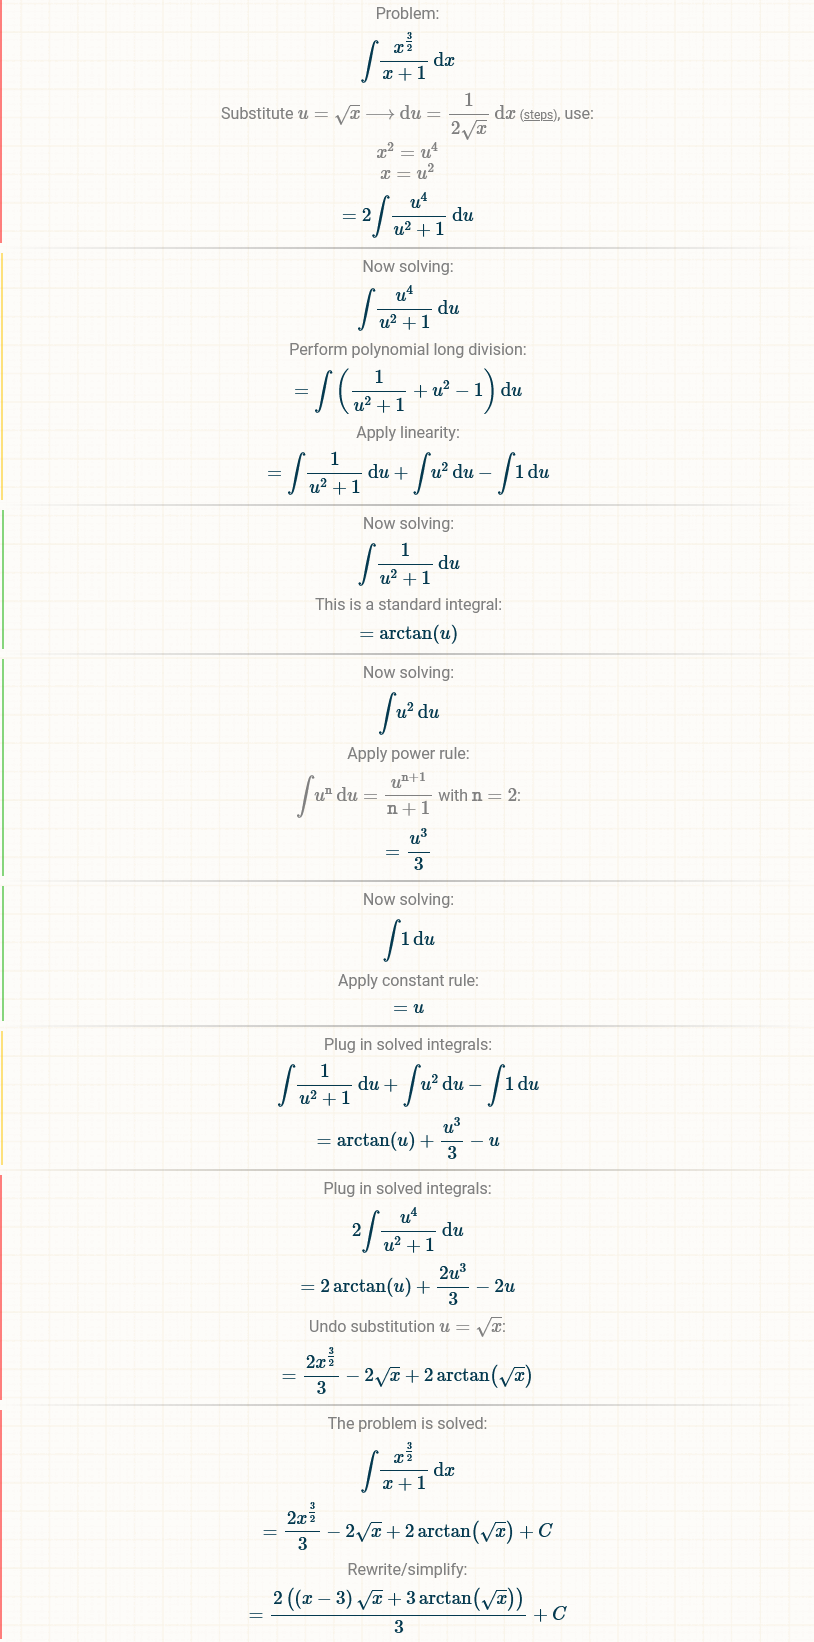 Problem:
∫ x^(3/2)/(x + 1) dx
Substitute u = √x ⟶ du = 1/(2√x) dx (steps), use:
x² = u⁴
x = u²
= 2 ∫ u⁴/(u² + 1) du
Now solving:
∫ u⁴/(u² + 1) du
Perform polynomial long division:
= ∫ (1/(u² + 1) + u² − 1) du
Apply linearity:
= ∫ 1/(u² + 1) du + ∫ u² du − ∫ 1 du
Now solving:
∫ 1/(u² + 1) du
This is a standard integral:
= arctan(u)
Now solving:
∫ u² du
Apply power rule:
∫ uⁿ du = u^(n+1)/(n + 1) with n = 2:
= u³/3
Now solving:
∫ 1 du
Apply constant rule:
= u
Plug in solved integrals:
∫ 1/(u² + 1) du + ∫ u² du − ∫ 1 du
= arctan(u) + u³/3 − u
Plug in solved integrals:
2 ∫ u⁴/(u² + 1) du
= 2 arctan(u) + 2u³/3 − 2u
Undo substitution u = √x:
= 2x^(3/2)/3 − 2√x + 2 arctan(√x)
The problem is solved:
∫ x^(3/2)/(x + 1) dx
= 2x^(3/2)/3 − 2√x + 2 arctan(√x) + C
Rewrite/simplify:
= 2 ((x − 3) √x + 3 arctan(√x))/3 + C